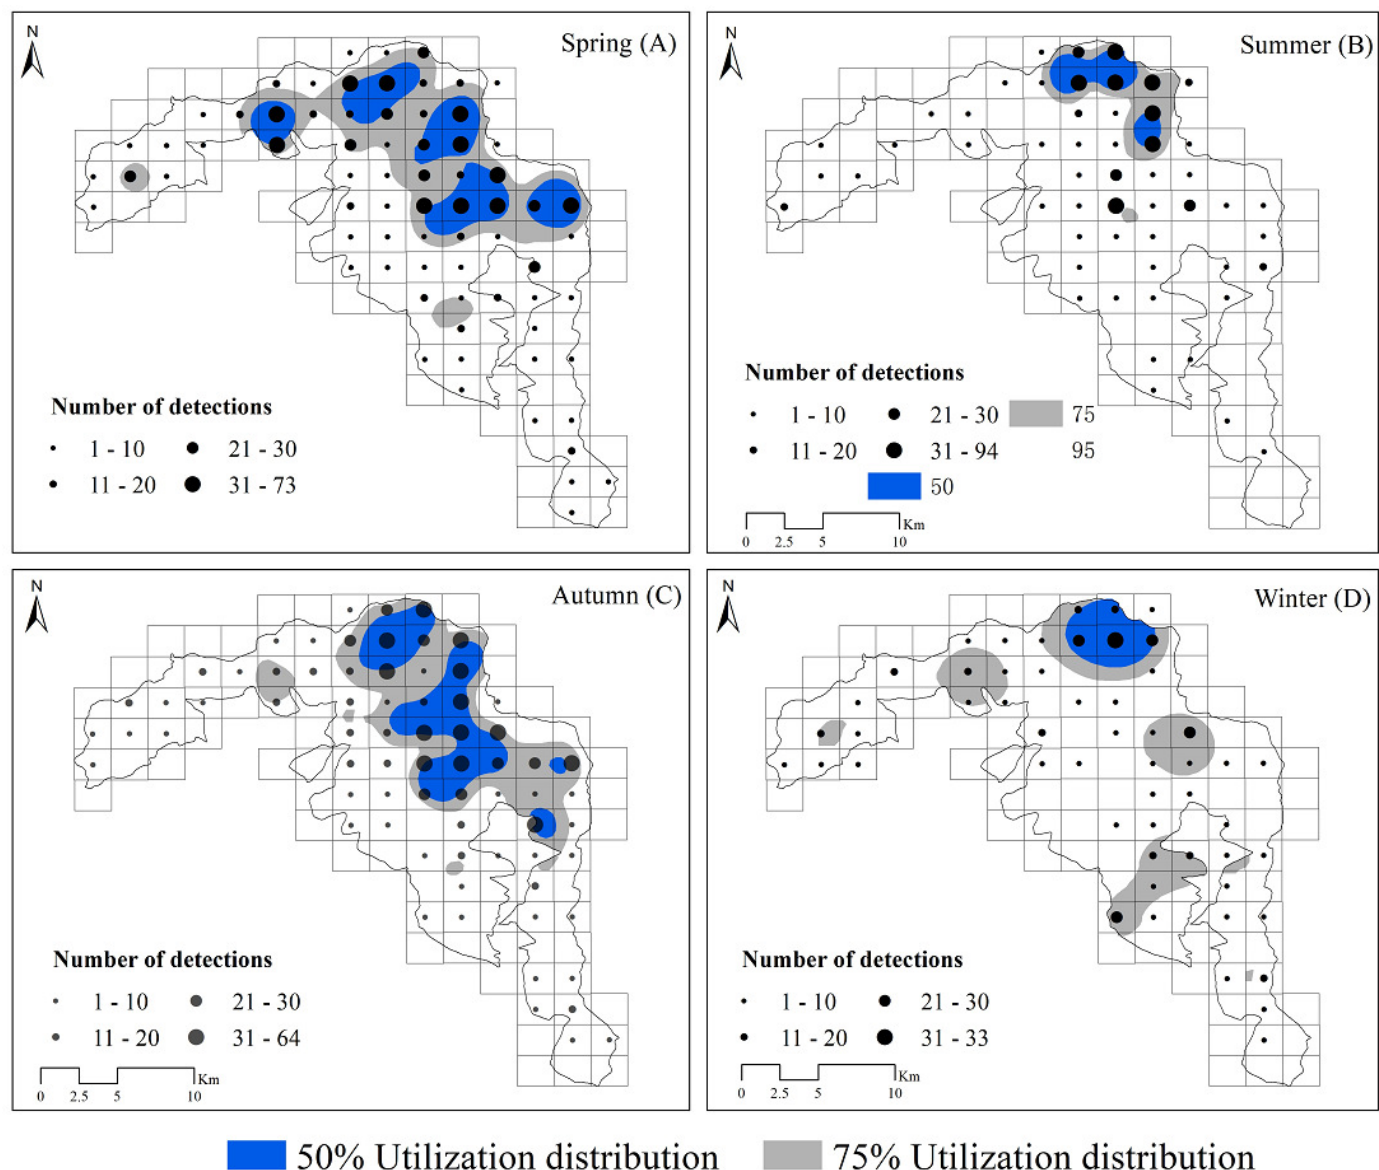 N
Spring (A)
Number of detections
1 - 10
21 - 30
11 - 20
31 - 73
N
Summer (B)
Number of detections
1 - 10
21 - 30
75
11 - 20
31 - 94
95
50
Km
0 2.5 5 10
N
Autumn (C)
Number of detections
1 - 10
21 - 30
11 - 20
31 - 64
Km
0 2.5 5 10
N
Winter (D)
Number of detections
1 - 10
21 - 30
11 - 20
31 - 33
Km
0 2.5 5 10
50% Utilization distribution
75% Utilization distribution